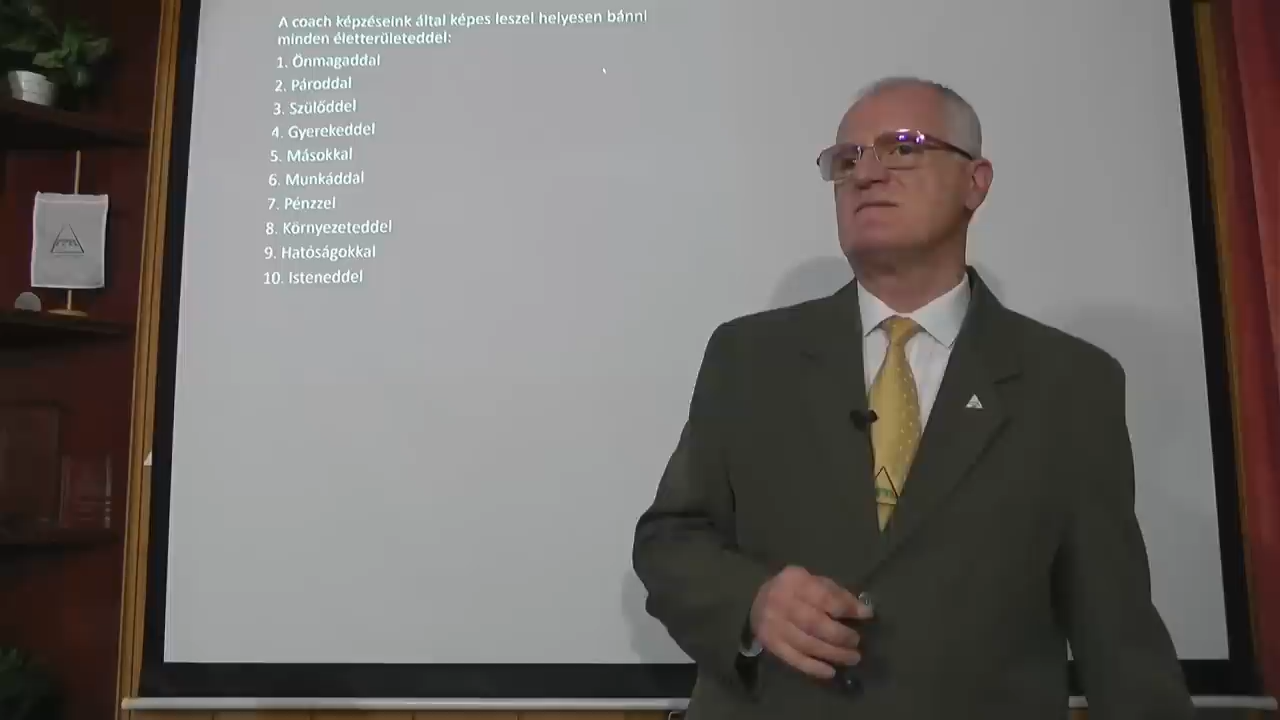 A coach képzéseink által képes leszel helyesen bánni
minden életterületeddel:
1. Önmagaddal
2. Pároddal
3. Szülőddel
4. Gyerekeddel
5. Másokkal
6. Munkáddal
7. Pénzzel
8. Környezeteddel
9. Hatóságokkal
10. Isteneddel